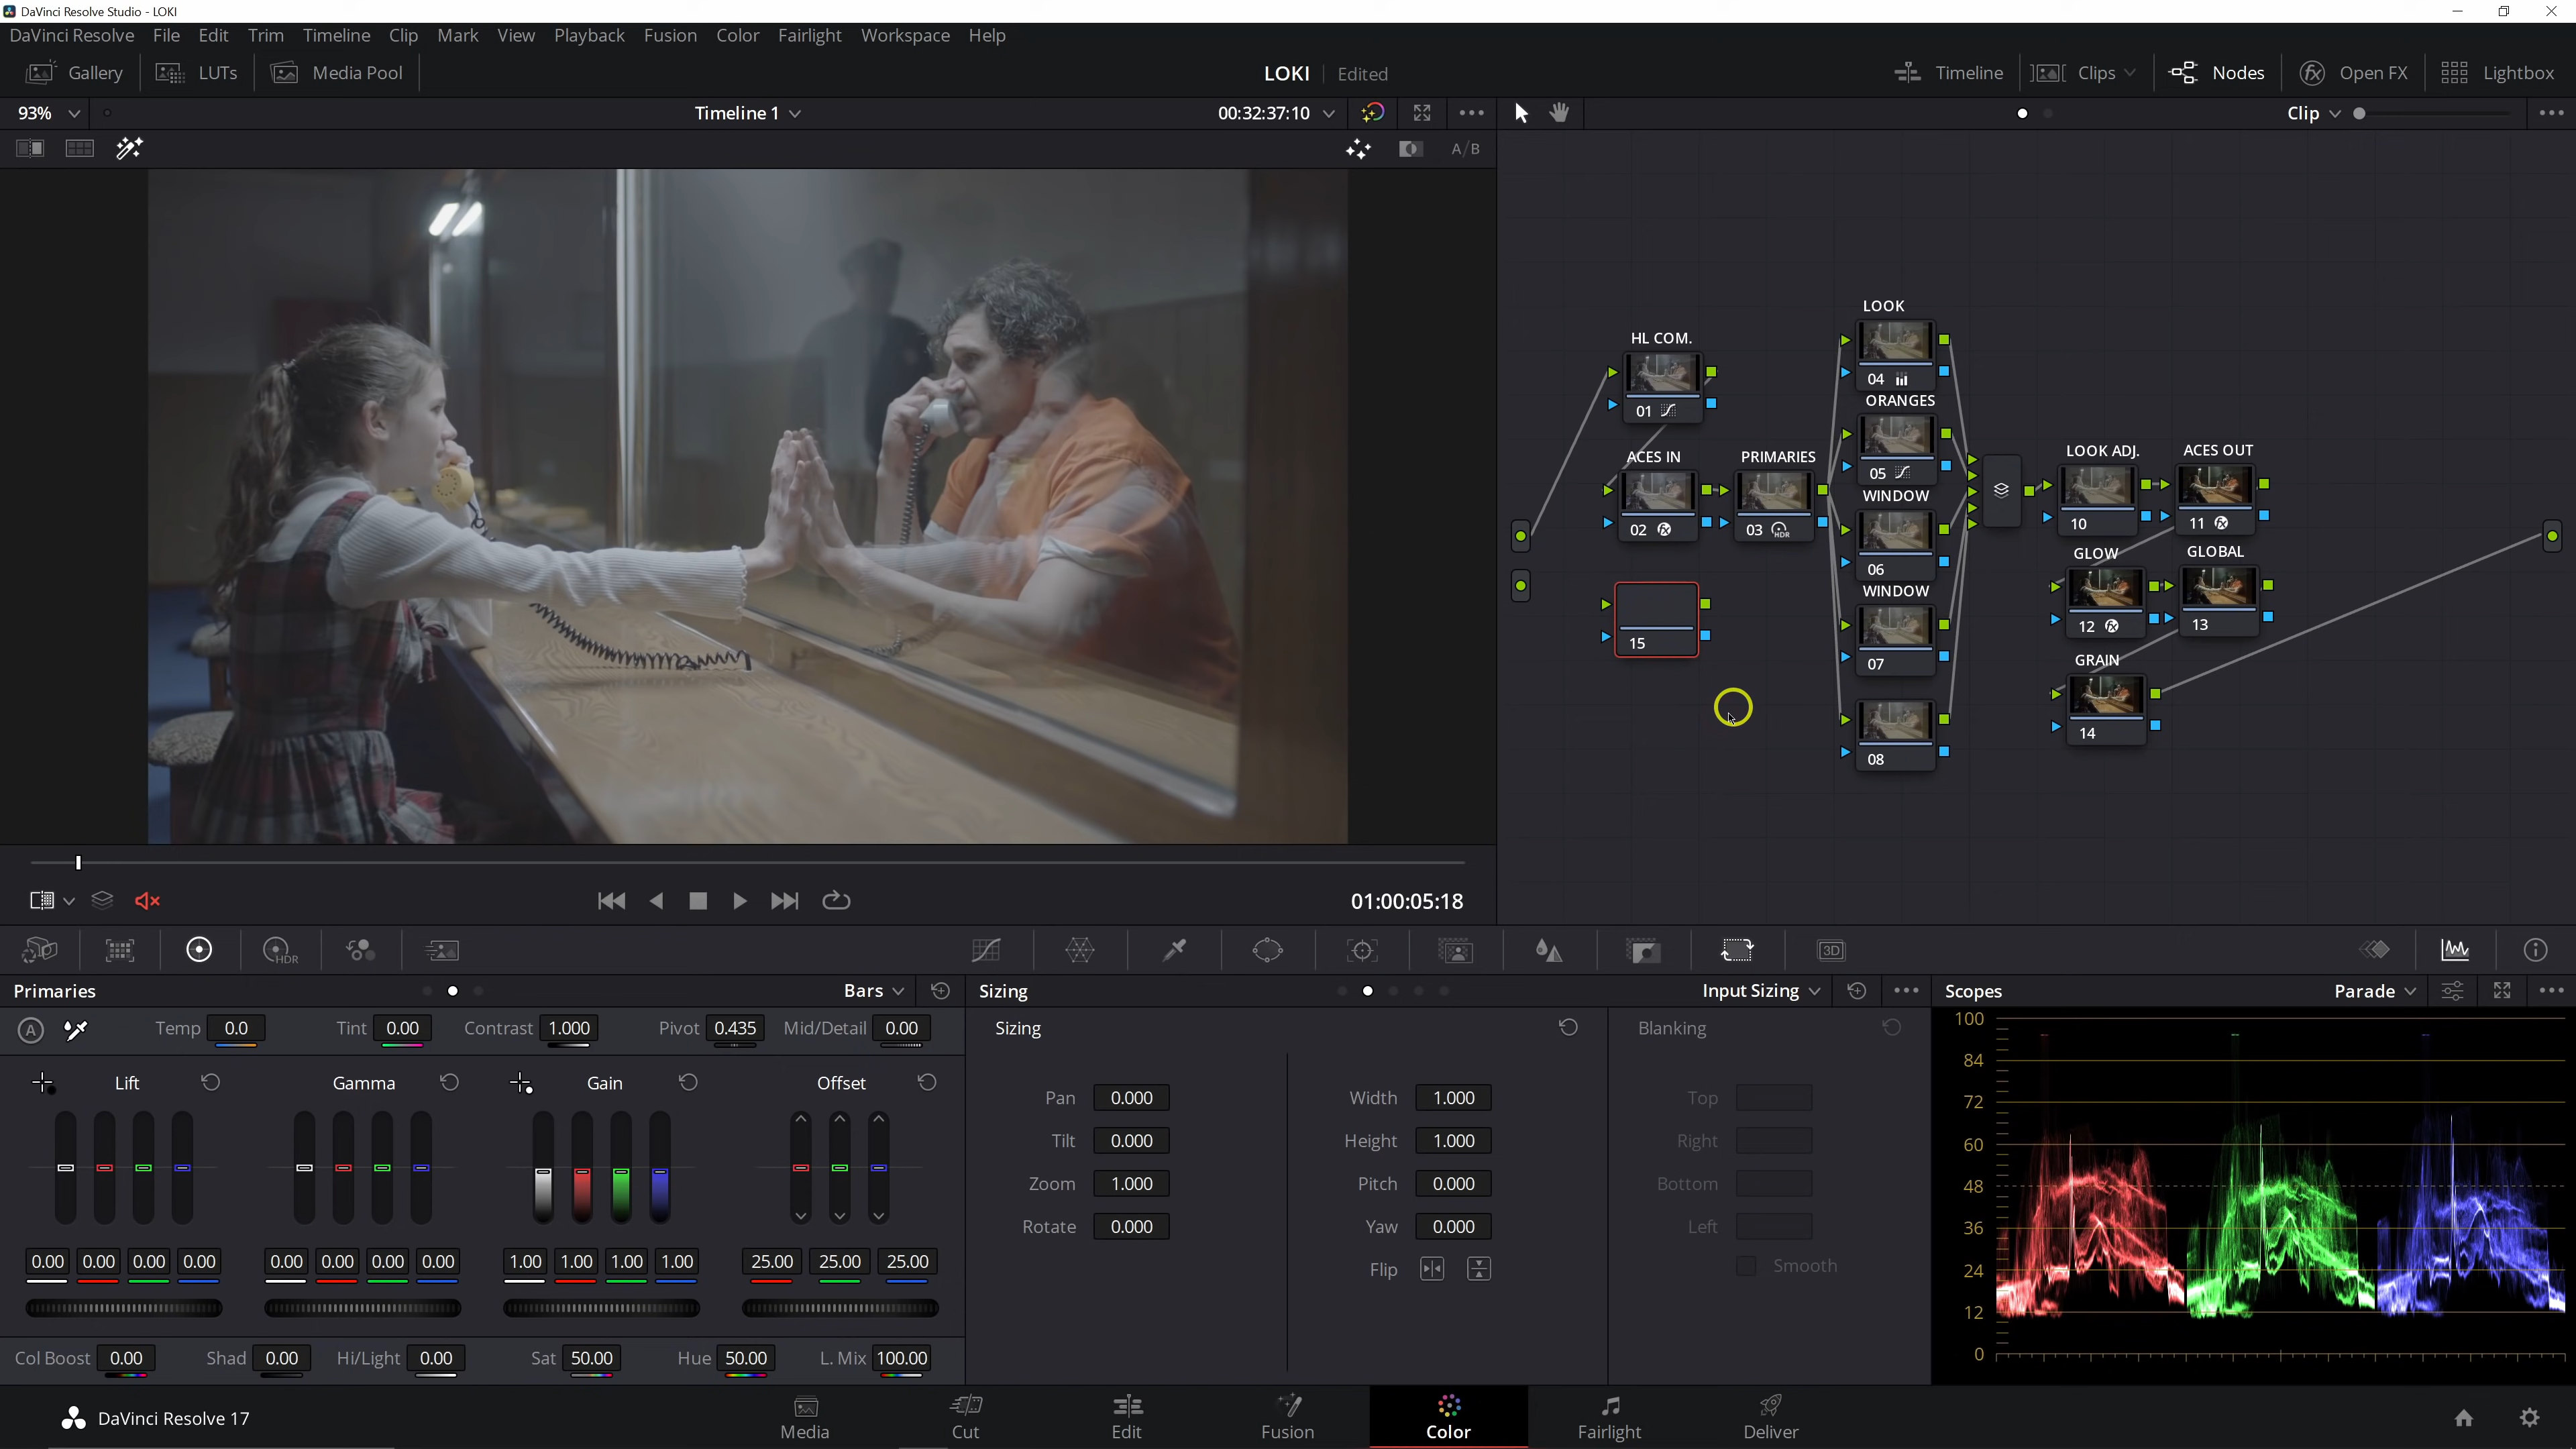 DaVinci Resolve Studio - LOKI
DaVinci Resolve File Edit Trim Timeline Clip Mark View Playback Fusion Color Fairlight Workspace Help
Gallery LUTs Media Pool LOKI Edited Timeline Clips Nodes Open FX Lightbox
93% Timeline 1 00:32:37:10 Clip
A/B
LOOK
HL COM.
04
ORANGES
01
ACES IN PRIMARIES
05
LOOK ADJ. ACES OUT
WINDOW
02 03 10 11
GLOW GLOBAL
06
WINDOW
12 13
15
07
GRAIN
14
08
01:00:05:18
HDR 3D
Primaries Bars Sizing Input Sizing Scopes Parade
A Temp 0.0 Tint 0.00 Contrast 1.000 Pivot 0.435 Mid/Detail 0.00 Sizing Blanking
Lift Gamma Gain Offset
Pan 0.000 Width 1.000 Top
Tilt 0.000 Height 1.000 Right
Zoom 1.000 Pitch 0.000 Bottom
Rotate 0.000 Yaw 0.000 Left
Flip Smooth
0.00 0.00 0.00 0.00 0.00 0.00 0.00 0.00 1.00 1.00 1.00 1.00 25.00 25.00 25.00
Col Boost 0.00 Shad 0.00 Hi/Light 0.00 Sat 50.00 Hue 50.00 L. Mix 100.00
100
84
72
60
48
36
24
12
0
DaVinci Resolve 17 Media Cut Edit Fusion Color Fairlight Deliver